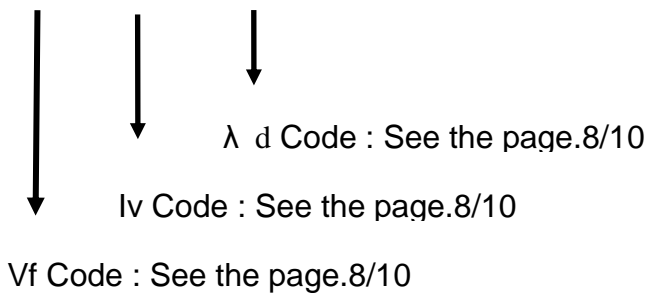 λ d Code : See the page.8/10
Iv Code : See the page.8/10
Vf Code : See the page.8/10